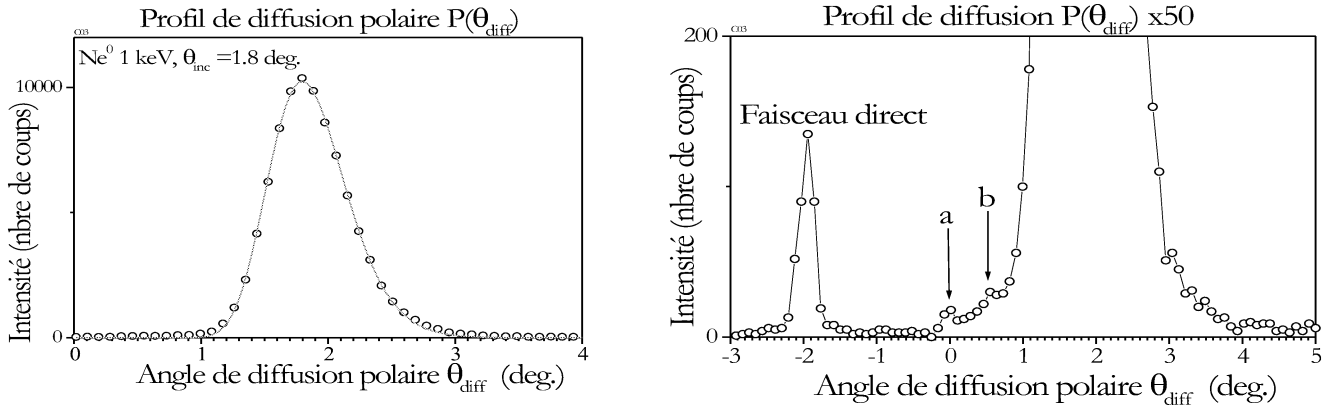 Profil de diffusion polaire P(θdiff)
C03
Ne0 1 keV, θinc =1.8 deg.
10000
0
Intensité (nbre de coups)
0 1 2 3 4
Angle de diffusion polaire θdiff (deg.)
Profil de diffusion P(θdiff) x50
C03
200
Faisceau direct
a
b
0
Intensité (nbre de coups)
-3 -2 -1 0 1 2 3 4 5
Angle de diffusion polaire θdiff (deg.)